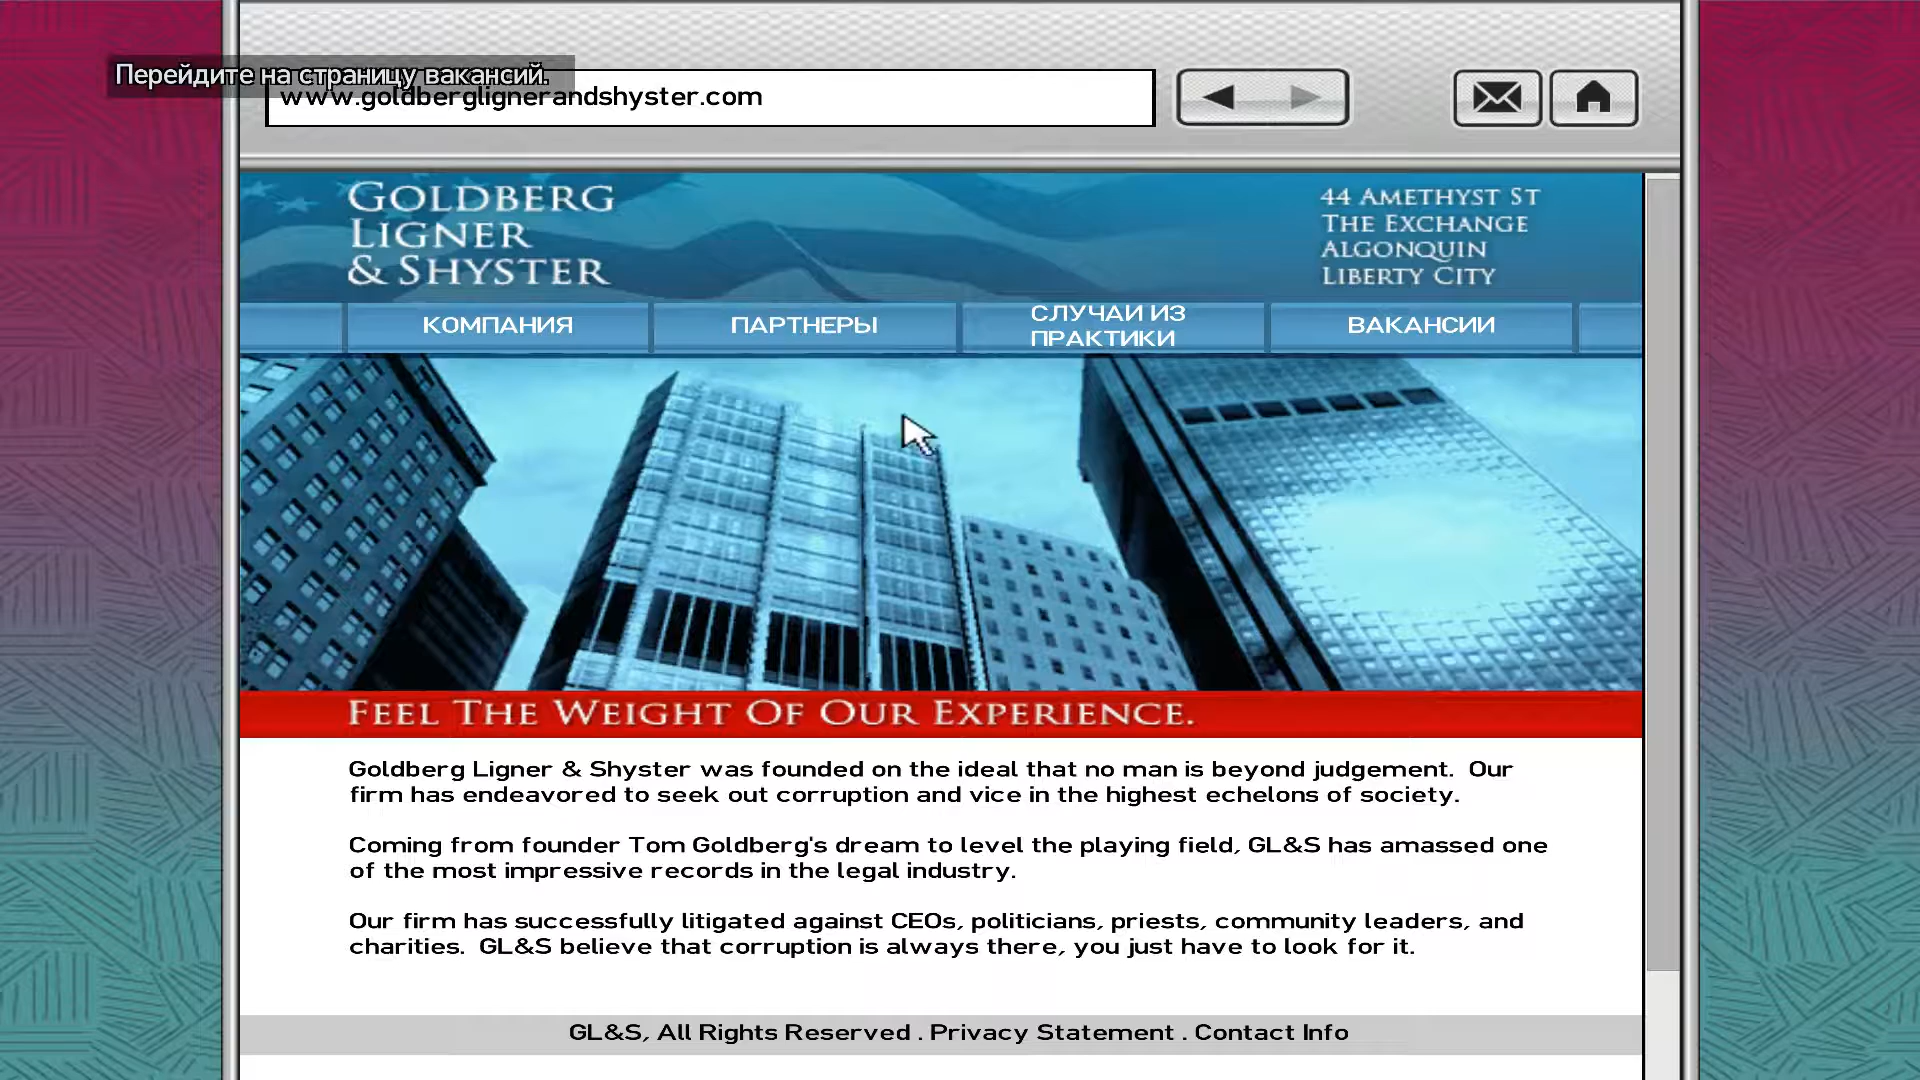 Перейдите на страницу вакансий.
www.goldberglignerandshyster.com
GOLDBERG
LIGNER
& SHYSTER
44 AMETHYST ST
THE EXCHANGE
ALGONQUIN
LIBERTY CITY
КОМПАНИЯ
ПАРТНЕРЫ
СЛУЧАИ ИЗ
ПРАКТИКИ
ВАКАНСИИ
FEEL THE WEIGHT OF OUR EXPERIENCE.
Goldberg Ligner & Shyster was founded on the ideal that no man is beyond judgement. Our
firm has endeavored to seek out corruption and vice in the highest echelons of society.
Coming from founder Tom Goldberg's dream to level the playing field, GL&S has amassed one
of the most impressive records in the legal industry.
Our firm has successfully litigated against CEOs, politicians, priests, community leaders, and
charities. GL&S believe that corruption is always there, you just have to look for it.
GL&S, All Rights Reserved . Privacy Statement . Contact Info